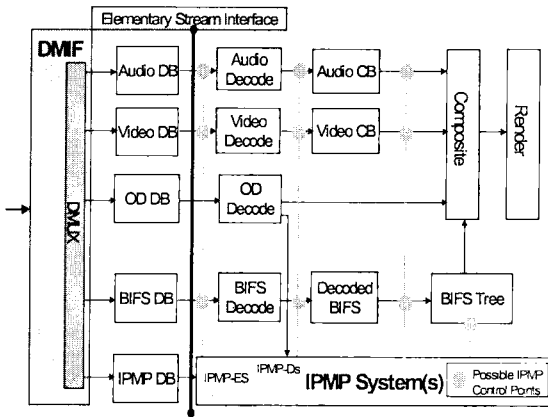 Elementary Stream Interface
DMIF
DMUX
Audio DB
Audio
Decode
Audio CB
Video DB
Video
Decode
Video CB
OD DB
OD
Decode
BIFS DB
BIFS
Decode
Decoded
BIFS
BIFS Tree
Composite
Render
IPMP DB
IPMP-ES
IPMP-Ds
IPMP System(s)
Possible IPMP
Control Points